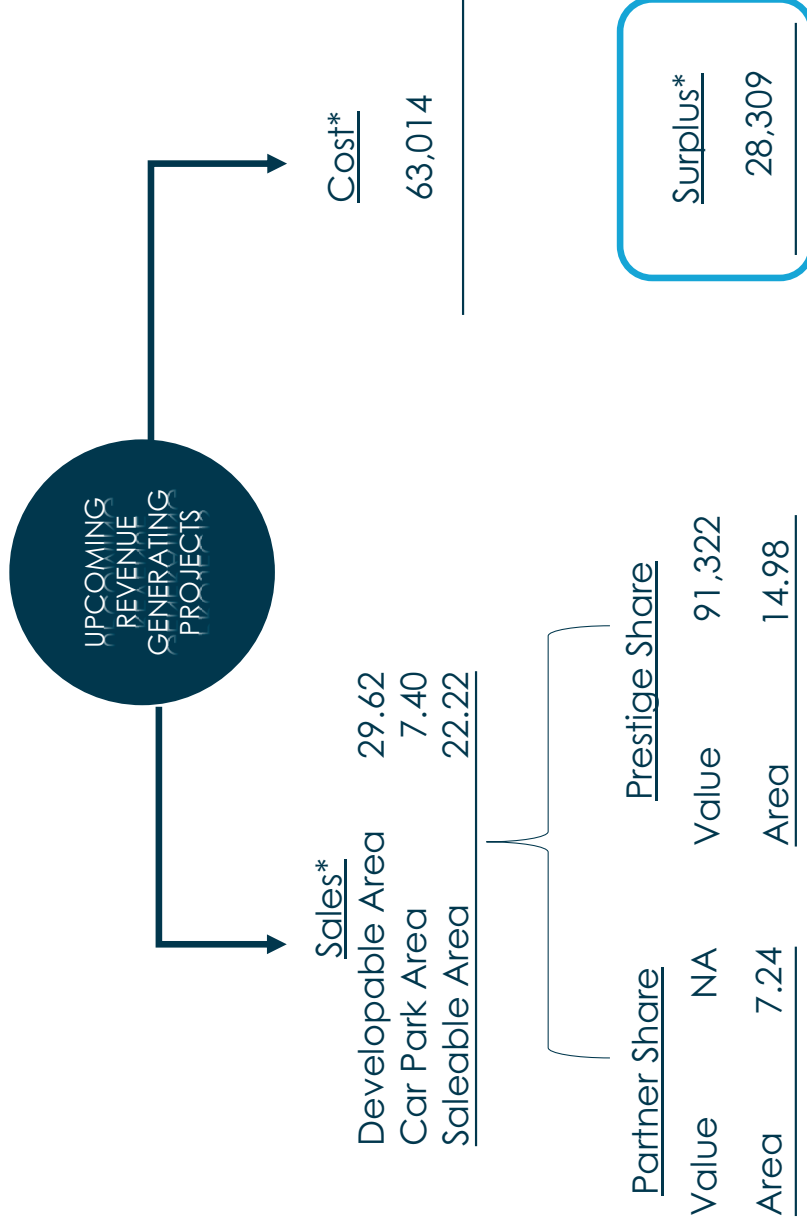 UPCOMING
REVENUE
GENERATING
PROJECTS
Sales*
Developable Area 29.62
Car Park Area 7.40
Saleable Area 22.22
Cost*
63,014
Partner Share
Value NA
Area 7.24
Prestige Share
Value 91,322
Area 14.98
Surplus*
28,309